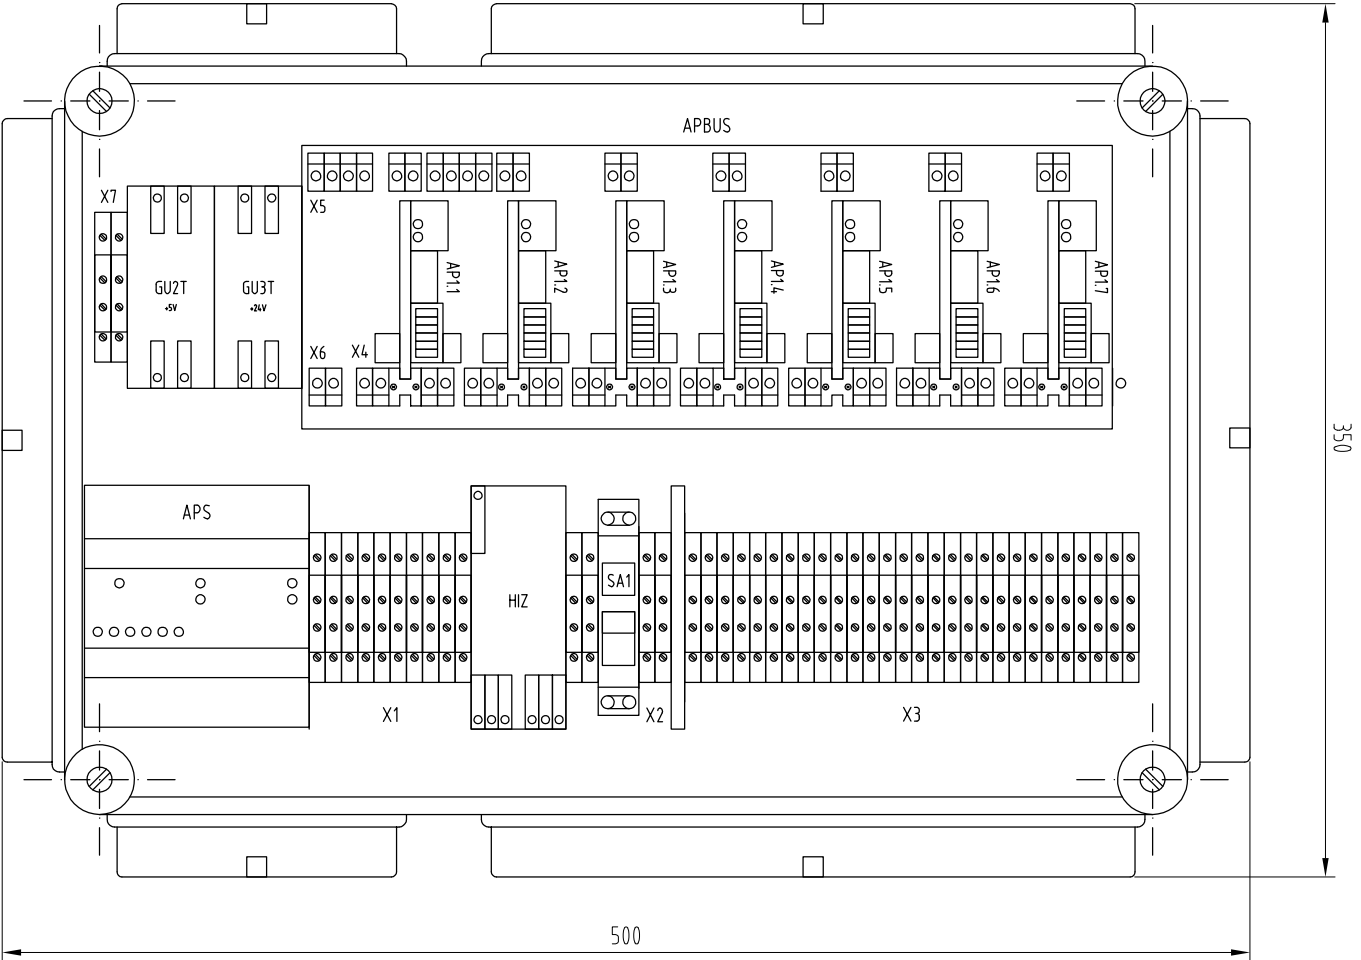 APBUS
X7
X5
GU2T
+5V
GU3T
+24V
AP1.1
AP1.2
AP1.3
AP1.4
AP1.5
AP1.6
AP1.7
X6
X4
350
APS
SA1
HIZ
X1
X2
X3
500